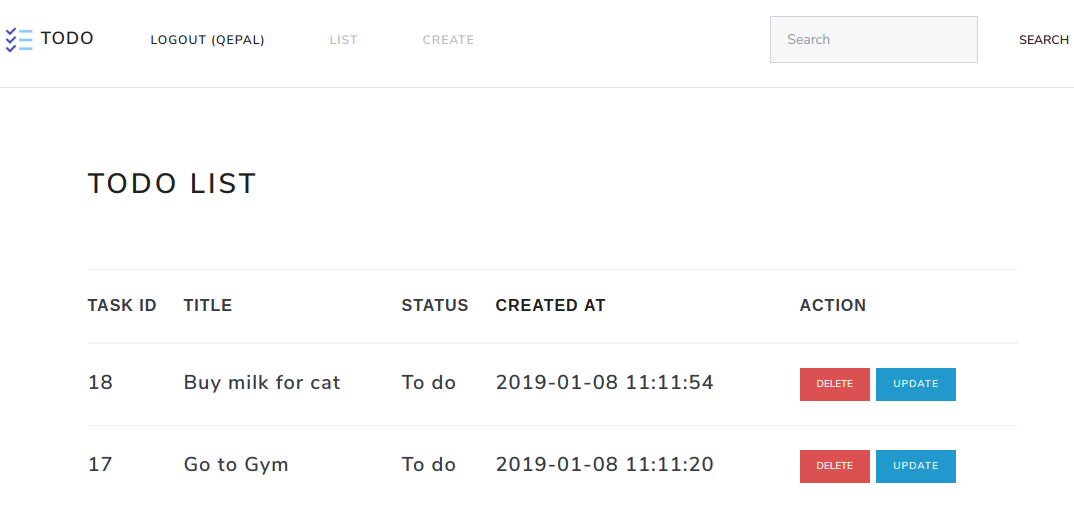 TODO LOGOUT (QEPAL) LIST CREATE Search SEARCH
TODO LIST
TASK ID TITLE STATUS CREATED AT ACTION
18 Buy milk for cat To do 2019-01-08 11:11:54 DELETE UPDATE
17 Go to Gym To do 2019-01-08 11:11:20 DELETE UPDATE